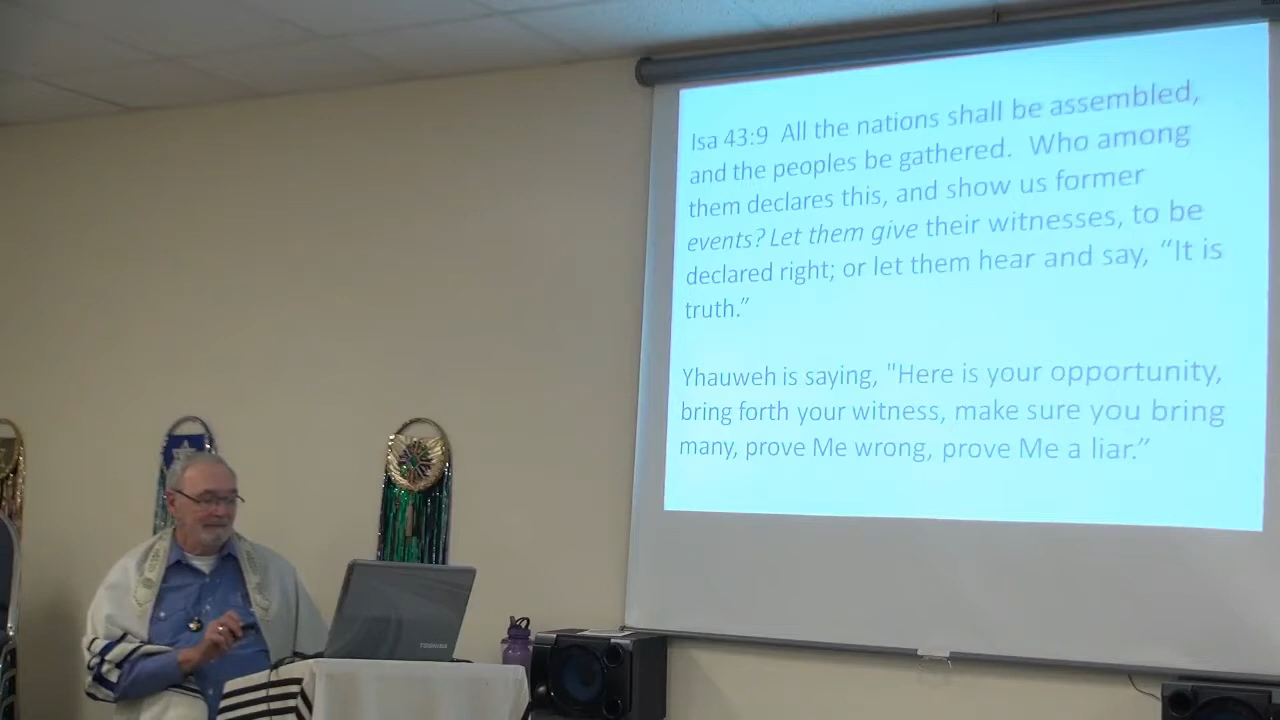 Isa 43:9  All the nations shall be assembled,
and the peoples be gathered.  Who among
them declares this, and show us former
events? Let them give their witnesses, to be
declared right; or let them hear and say, “It is
truth.”
Yhauweh is saying, "Here is your opportunity,
bring forth your witness, make sure you bring
many, prove Me wrong, prove Me a liar.”
TOSHIBA